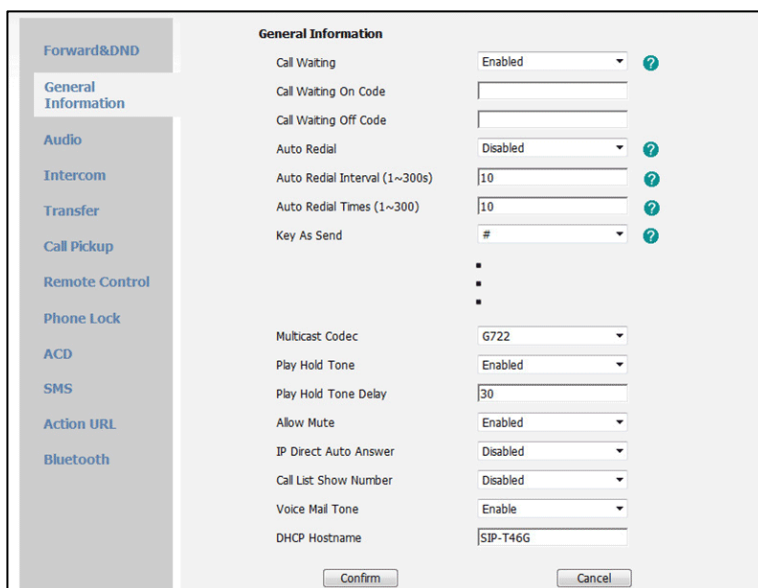 Forward&DND
General
Information
Audio
Intercom
Transfer
Call Pickup
Remote Control
Phone Lock
ACD
SMS
Action URL
Bluetooth
General Information
Call Waiting Enabled ?
Call Waiting On Code
Call Waiting Off Code
Auto Redial Disabled ?
Auto Redial Interval (1~300s) 10 ?
Auto Redial Times (1~300) 10 ?
Key As Send # ?
Multicast Codec G722
Play Hold Tone Enabled
Play Hold Tone Delay 30
Allow Mute Enabled
IP Direct Auto Answer Disabled
Call List Show Number Disabled
Voice Mail Tone Enable
DHCP Hostname SIP-T46G
Confirm Cancel